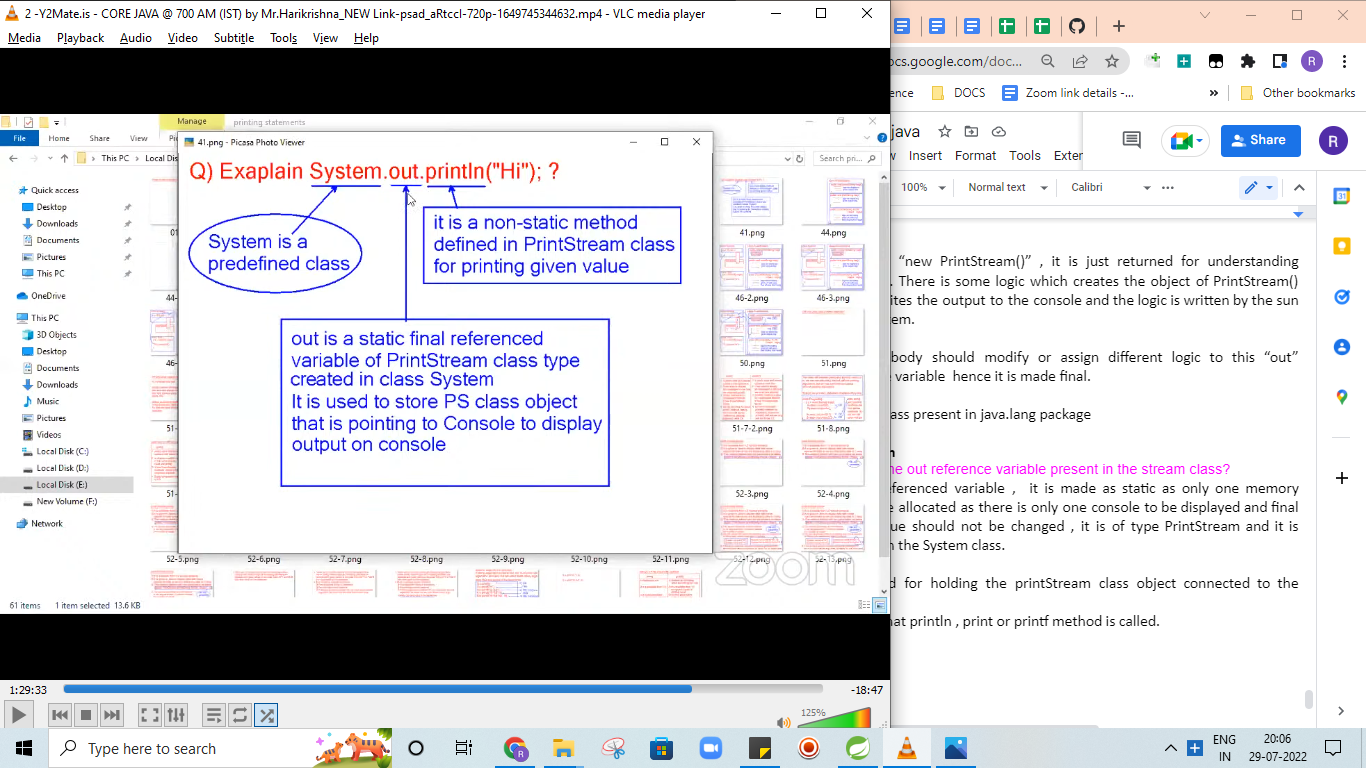 2 -Y2Mate.is - CORE JAVA @ 700 AM (IST) by Mr.Harikrishna_NEW Link-psad_aRtccI-720p-1649745344632.mp4 - VLC media player
Media Playback Audio Video Subtitle Tools View Help
Manage
printing statements
File Home Share View
This PC
Local Dis
Search pri...
41.png - Picasa Photo Viewer
Q) Exaplain System.out.println("Hi"); ?
System is a
predefined class
it is a non-static method
defined in PrintStream class
for printing given value
out is a static final referenced
variable of PrintStream class type
created in class System
It is used to store PS class object
that is pointing to Console to display
output on console
Quick access
Desktop
Downloads
Documents
Pictures
This PC
OneDrive
This PC
3D Objects
Desktop
Documents
Downloads
Music
Pictures
Videos
Local Disk (C:)
Local Disk (D:)
Local Disk (E:)
New Volume (F:)
Network
41.png 44.png
46-2.png 46-3.png
50.png 51.png
51-7-2.png 51-8.png
52-3.png 52-4.png
52-5.png 52-6.png 52-7.png 52-8.png 52-9.png 52-10.png 52-11.png 52-12.png 52-13.png
zoom
61 items 1 item selected 13.6 KB
1:29:33
-18:47
125%
ocs.google.com/doc...
R
ence DOCS Zoom link details -... » Other bookmarks
java
Share
R
Format Tools Exter
100% Normal text Calibri
“new PrintStream()” , it is just returned for understanding
. There is some logic which creates the object of PrintStream()
ites the output to the console and the logic is written by the sun
em.
body should modify or assign different logic to this “out”
variable hence it is made final.
ass present in java.lang package
n
ne out reference variable present in the stream class?
eferenced variable , it is made as static as only one memory
e allocated as there is only one console to be displayed and final
ue should not be changed , it is of type PrintStream and it is
n the System class.
for holding the printStream class object connected to the
hat println , print or printf method is called.
Type here to search
ENG
IN
20:06
29-07-2022